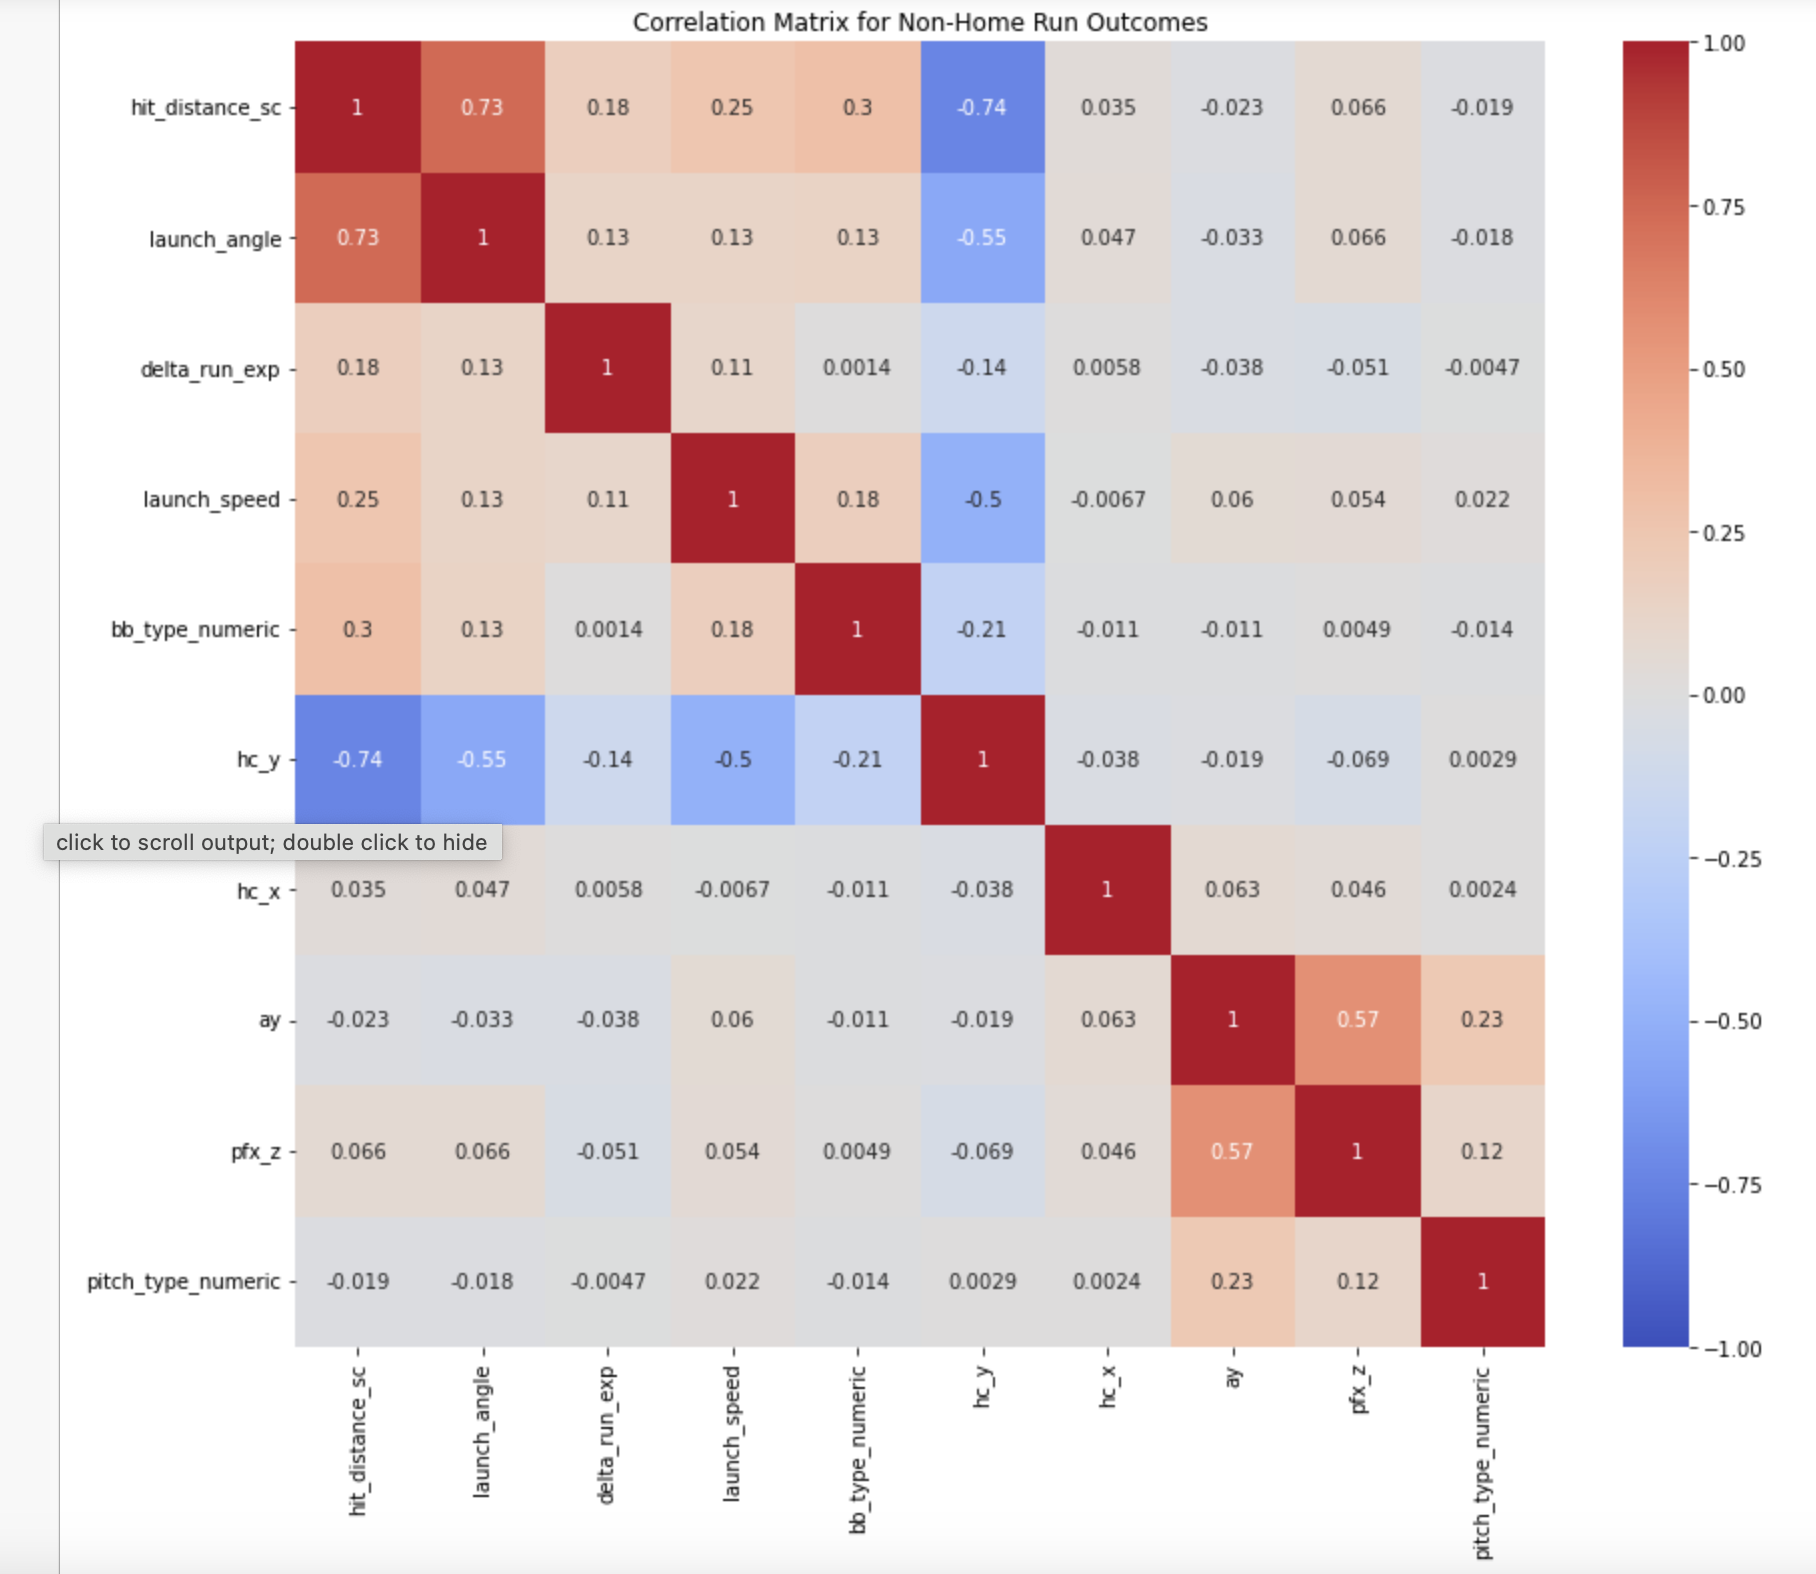 Correlation Matrix for Non-Home Run Outcomes
hit_distance_sc 1 0.73 0.18 0.25 0.3 -0.74 0.035 -0.023 0.066 -0.019
launch_angle 0.73 1 0.13 0.13 0.13 -0.55 0.047 -0.033 0.066 -0.018
delta_run_exp 0.18 0.13 1 0.11 0.0014 -0.14 0.0058 -0.038 -0.051 -0.0047
launch_speed 0.25 0.13 0.11 1 0.18 -0.5 -0.0067 0.06 0.054 0.022
bb_type_numeric 0.3 0.13 0.0014 0.18 1 -0.21 -0.011 -0.011 0.0049 -0.014
hc_y -0.74 -0.55 -0.14 -0.5 -0.21 1 -0.038 -0.019 -0.069 0.0029
click to scroll output; double click to hide
hc_x 0.035 0.047 0.0058 -0.0067 -0.011 -0.038 1 0.063 0.046 0.0024
ay -0.023 -0.033 -0.038 0.06 -0.011 -0.019 0.063 1 0.57 0.23
pfx_z 0.066 0.066 -0.051 0.054 0.0049 -0.069 0.046 0.57 1 0.12
pitch_type_numeric -0.019 -0.018 -0.0047 0.022 -0.014 0.0029 0.0024 0.23 0.12 1
hit_distance_sc
launch_angle
delta_run_exp
launch_speed
bb_type_numeric
hc_y
hc_x
ay
pfx_z
pitch_type_numeric
1.00
0.75
0.50
0.25
0.00
−0.25
−0.50
−0.75
−1.00